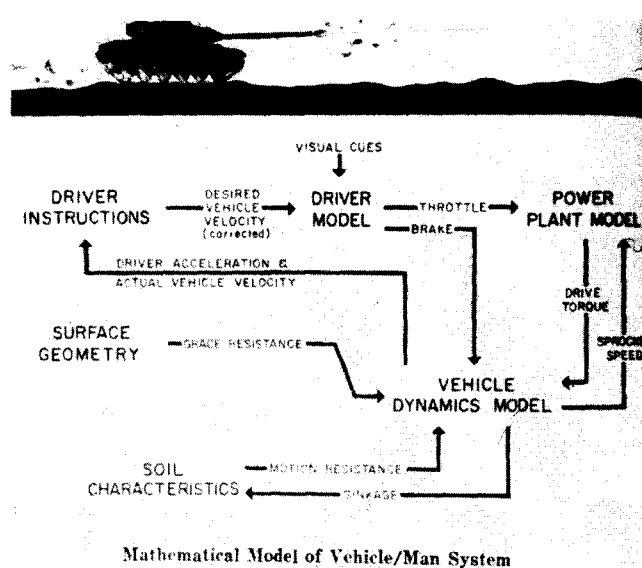 VISUAL CUES
DRIVER
INSTRUCTIONS
DESIRED
VEHICLE
VELOCITY
(corrected)
DRIVER
MODEL
THROTTLE
BRAKE
POWER
PLANT MODEL
DRIVER ACCELERATION &
ACTUAL VEHICLE VELOCITY
DRIVE
TORQUE
SPROCKE
SPEED
SURFACE
GEOMETRY
GRACE RESISTANCE
VEHICLE
DYNAMICS MODEL
SOIL
CHARACTERISTICS
MOTION RESISTANCE
SINKAGE
Mathematical Model of Vehicle/Man System